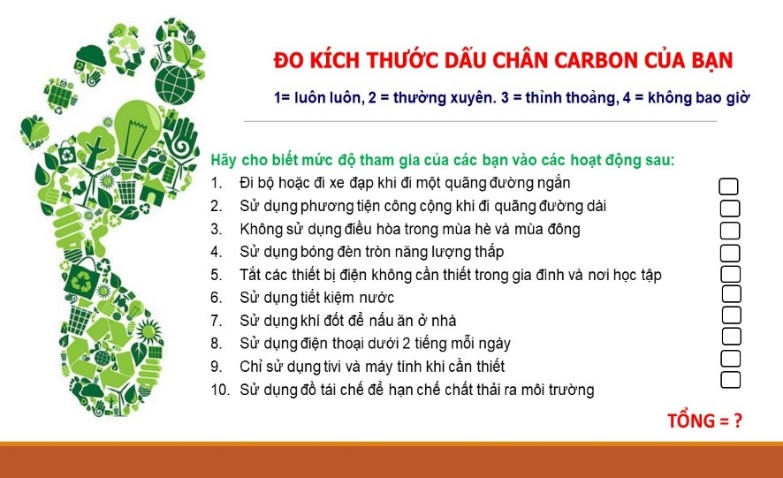 ĐO KÍCH THƯỚC DẤU CHÂN CARBON CỦA BẠN
1= luôn luôn, 2 = thường xuyên. 3 = thỉnh thoảng, 4 = không bao giờ
Hãy cho biết mức độ tham gia của các bạn vào các hoạt động sau:
1. Đi bộ hoặc đi xe đạp khi đi một quãng đường ngắn
2. Sử dụng phương tiện công cộng khi đi quãng đường dài
3. Không sử dụng điều hòa trong mùa hè và mùa đông
4. Sử dụng bóng đèn tròn năng lượng thấp
5. Tắt các thiết bị điện không cần thiết trong gia đình và nơi học tập
6. Sử dụng tiết kiệm nước
7. Sử dụng khí đốt để nấu ăn ở nhà
8. Sử dụng điện thoại dưới 2 tiếng mỗi ngày
9. Chỉ sử dụng tivi và máy tính khi cần thiết
10. Sử dụng đồ tái chế để hạn chế chất thải ra môi trường
TỔNG = ?